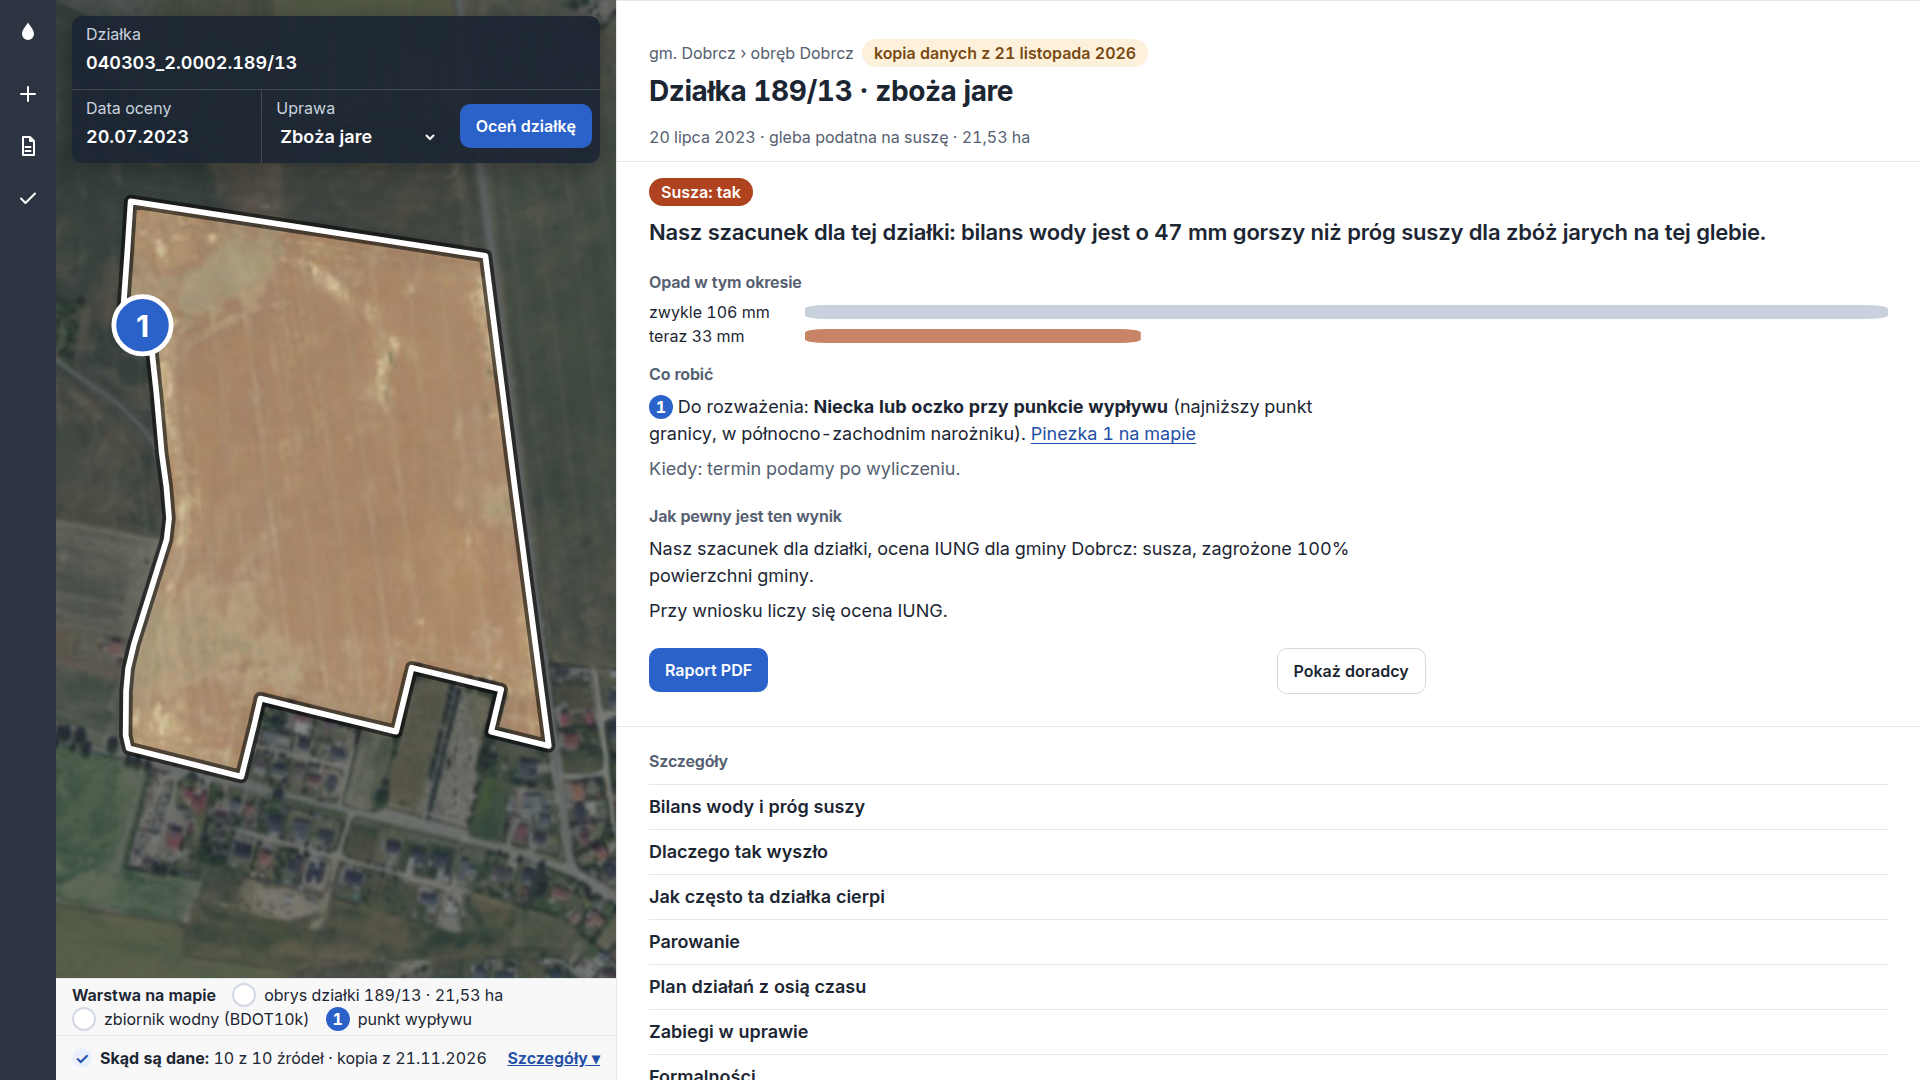 Działka
040303_2.0002.189/13
Data oceny
20.07.2023
Uprawa
Zboża jare
Oceń działkę
1
Warstwa na mapie
obrys działki 189/13 · 21,53 ha
zbiornik wodny (BDOT10k)
1 punkt wypływu
Skąd są dane: 10 z 10 źródeł · kopia z 21.11.2026
Szczegóły ▾
gm. Dobrcz › obręb Dobrcz kopia danych z 21 listopada 2026
Działka 189/13 · zboża jare
20 lipca 2023 · gleba podatna na suszę · 21,53 ha
Susza: tak
Nasz szacunek dla tej działki: bilans wody jest o 47 mm gorszy niż próg suszy dla zbóż jarych na tej glebie.
Opad w tym okresie
zwykle 106 mm
teraz 33 mm
Co robić
1 Do rozważenia: Niecka lub oczko przy punkcie wypływu (najniższy punkt
granicy, w północno-zachodnim narożniku). Pinezka 1 na mapie
Kiedy: termin podamy po wyliczeniu.
Jak pewny jest ten wynik
Nasz szacunek dla działki, ocena IUNG dla gminy Dobrcz: susza, zagrożone 100%
powierzchni gminy.
Przy wniosku liczy się ocena IUNG.
Raport PDF
Pokaż doradcy
Szczegóły
Bilans wody i próg suszy
Dlaczego tak wyszło
Jak często ta działka cierpi
Parowanie
Plan działań z osią czasu
Zabiegi w uprawie
Formalności